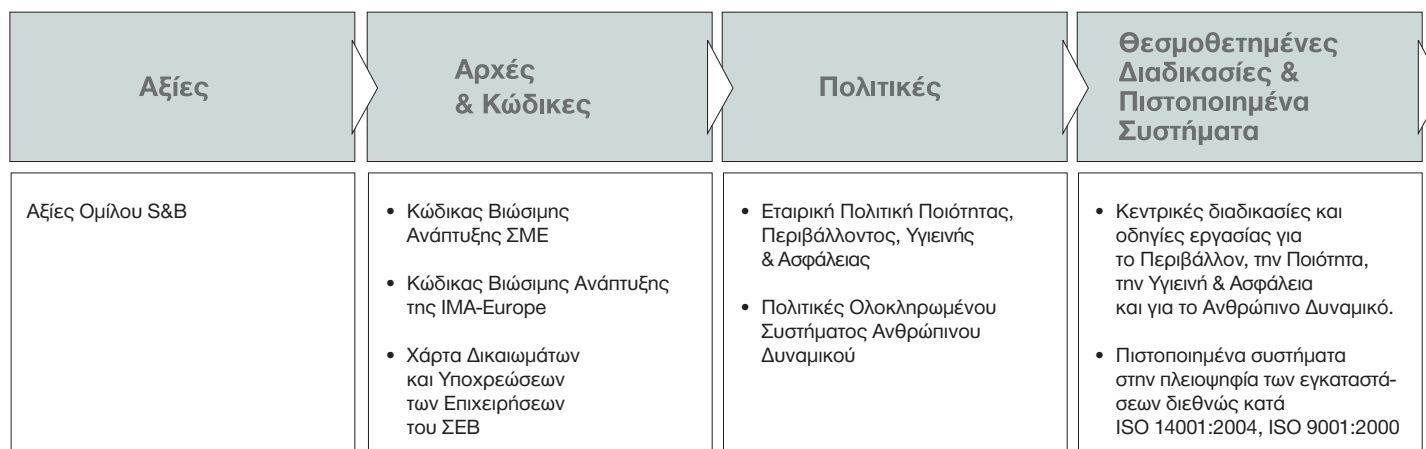 Αξίες
Αρχές
& Κώδικες
Πολιτικές
Θεσμοθετημένες
Διαδικασίες &
Πιστοποιημένα
Συστήματα
Αξίες Ομίλου S&B
• Κώδικας Βιώσιμης
Ανάπτυξης ΣΜΕ
• Κώδικας Βιώσιμης Ανάπτυξης
της IMA-Europe
• Χάρτα Δικαιωμάτων
και Υποχρεώσεων
των Επιχειρήσεων
του ΣΕΒ
• Εταιρική Πολιτική Ποιότητας,
Περιβάλλοντος, Υγιεινής
& Ασφάλειας
• Πολιτικές Ολοκληρωμένου
Συστήματος Ανθρώπινου
Δυναμικού
• Κεντρικές διαδικασίες και
οδηγίες εργασίας για
το Περιβάλλον, την Ποιότητα,
την Υγιεινή & Ασφάλεια
και για το Ανθρώπινο Δυναμικό.
• Πιστοποιημένα συστήματα
στην πλειοψηφία των εγκαταστά-
σεων διεθνώς κατά
ISO 14001:2004, ISO 9001:2000